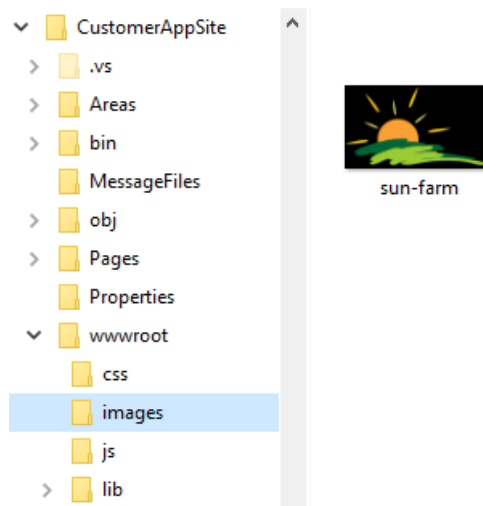 CustomerAppSite
.vs
Areas
bin
MessageFiles
obj
Pages
Properties
wwwroot
css
images
js
lib
sun-farm